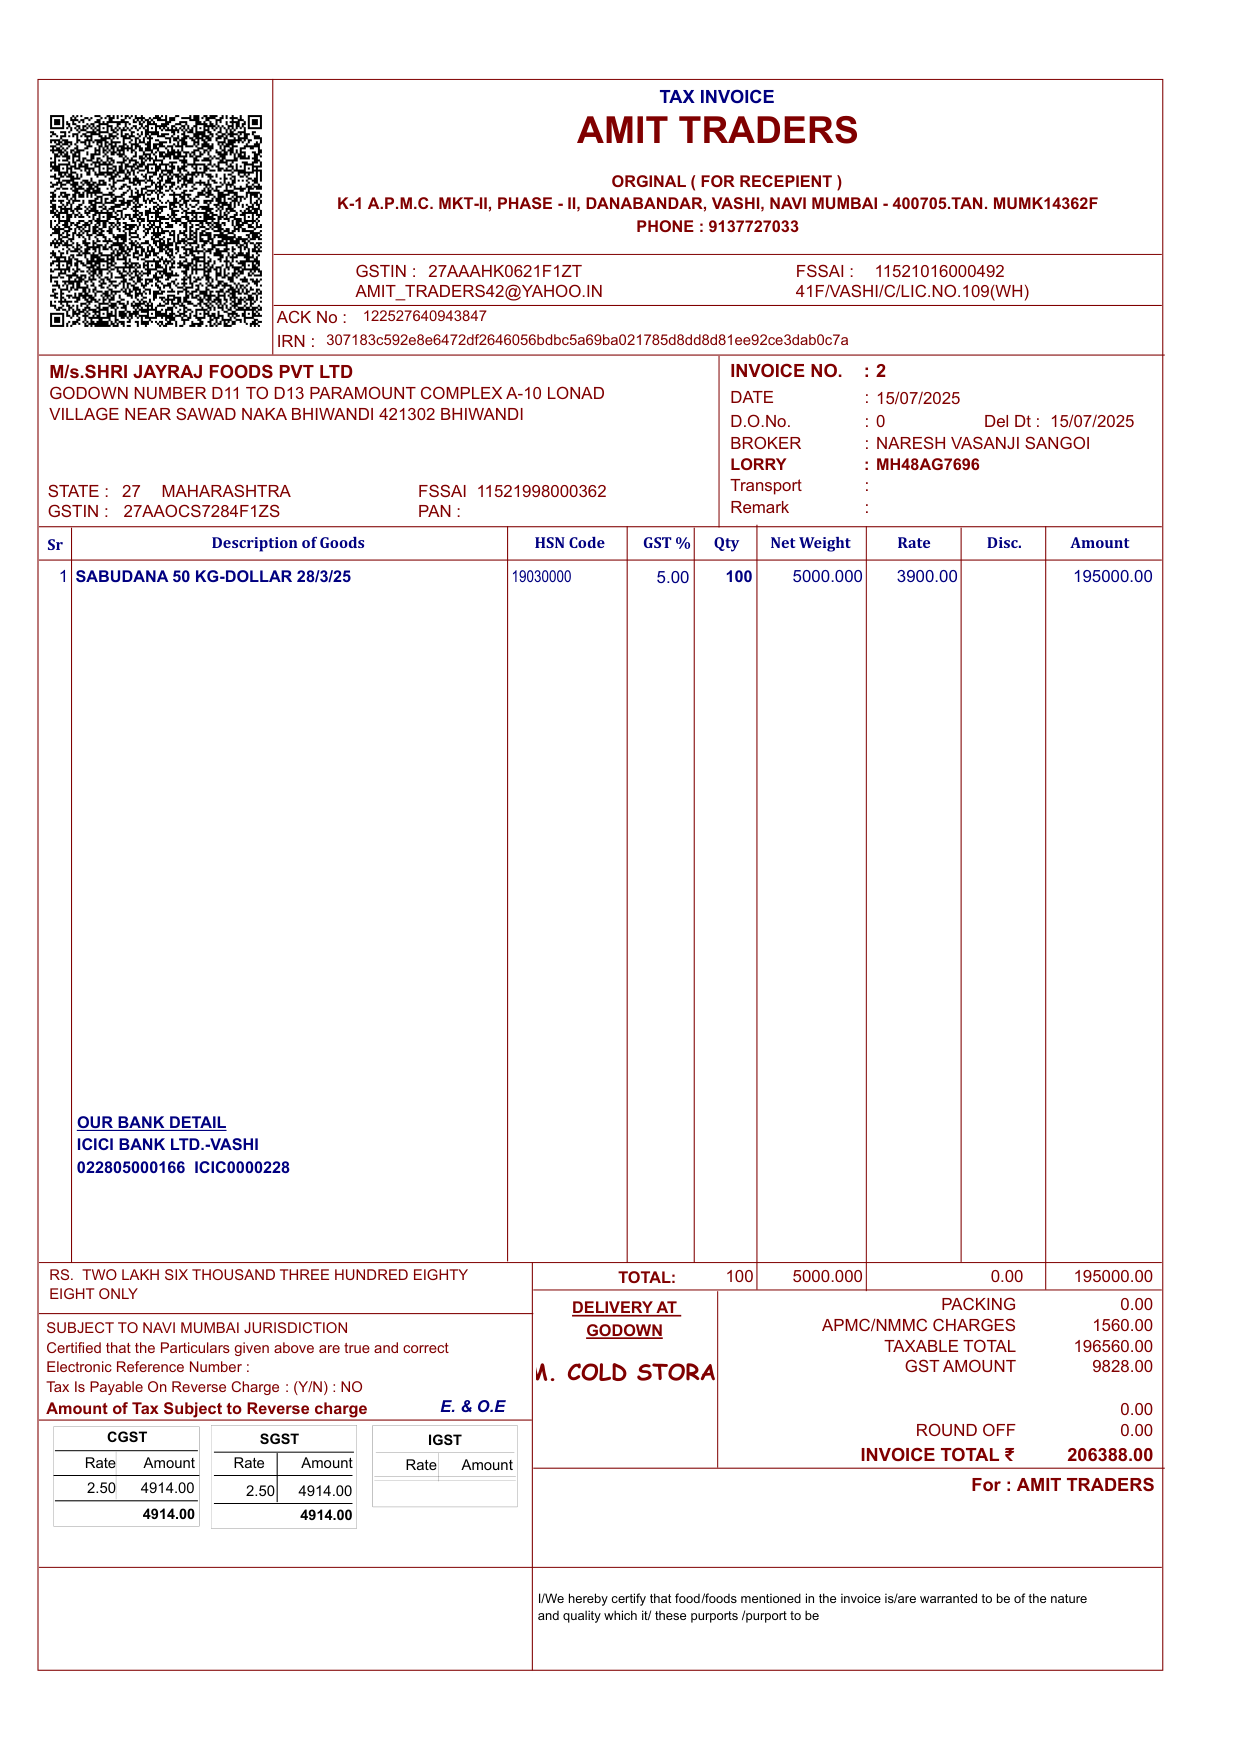 TAX INVOICE
AMIT TRADERS
ORGINAL ( FOR RECEPIENT )
K-1 A.P.M.C. MKT-II, PHASE - II, DANABANDAR, VASHI, NAVI MUMBAI - 400705.TAN. MUMK14362F
PHONE : 9137727033
GSTIN : 27AAAHK0621F1ZT FSSAI : 11521016000492
AMIT_TRADERS42@YAHOO.IN 41F/VASHI/C/LIC.NO.109(WH)
ACK No : 122527640943847
IRN : 307183c592e8e6472df2646056bdbc5a69ba021785d8dd8d81ee92ce3dab0c7a
M/s.SHRI JAYRAJ FOODS PVT LTD
GODOWN NUMBER D11 TO D13 PARAMOUNT COMPLEX A-10 LONAD
VILLAGE NEAR SAWAD NAKA BHIWANDI 421302 BHIWANDI
STATE : 27 MAHARASHTRA FSSAI 11521998000362
GSTIN : 27AAOCS7284F1ZS PAN :
INVOICE NO. : 2
DATE : 15/07/2025
D.O.No. : 0 Del Dt : 15/07/2025
BROKER : NARESH VASANJI SANGOI
LORRY : MH48AG7696
Transport :
Remark :
Sr Description of Goods HSN Code GST % Qty Net Weight Rate Disc. Amount
1 SABUDANA 50 KG-DOLLAR 28/3/25 19030000 5.00 100 5000.000 3900.00 195000.00
OUR BANK DETAIL
ICICI BANK LTD.-VASHI
022805000166 ICIC0000228
RS. TWO LAKH SIX THOUSAND THREE HUNDRED EIGHTY
EIGHT ONLY
TOTAL: 100 5000.000 0.00 195000.00
SUBJECT TO NAVI MUMBAI JURISDICTION
Certified that the Particulars given above are true and correct
Electronic Reference Number :
Tax Is Payable On Reverse Charge : (Y/N) : NO
Amount of Tax Subject to Reverse charge E. & O.E
DELIVERY AT
GODOWN
M. COLD STORA
PACKING 0.00
APMC/NMMC CHARGES 1560.00
TAXABLE TOTAL 196560.00
GST AMOUNT 9828.00
0.00
ROUND OFF 0.00
INVOICE TOTAL ₹ 206388.00
CGST SGST IGST
Rate Amount Rate Amount Rate Amount
2.50 4914.00 2.50 4914.00
4914.00 4914.00
For : AMIT TRADERS
I/We hereby certify that food/foods mentioned in the invoice is/are warranted to be of the nature
and quality which it/ these purports /purport to be